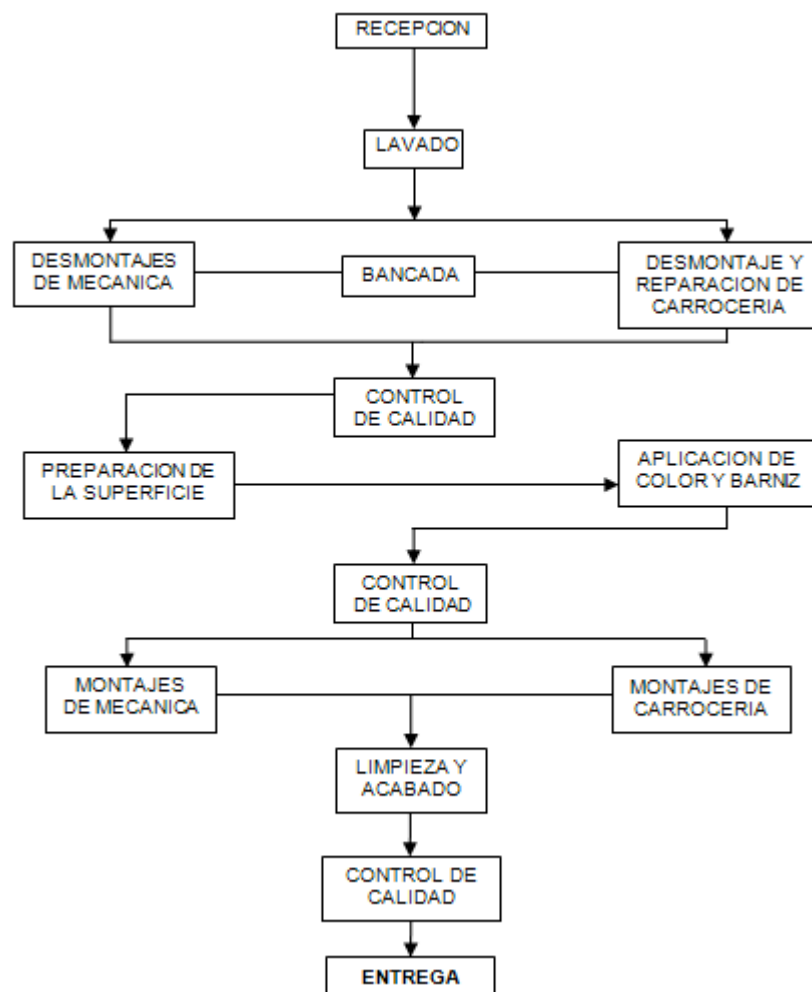 RECEPCION
LAVADO
DESMONTAJES
DE MECANICA
BANCADA
DESMONTAJE Y
REPARACION DE
CARROCERIA
CONTROL
DE CALIDAD
PREPARACION DE
LA SUPERFICIE
APLICACION DE
COLOR Y BARNIZ
CONTROL
DE CALIDAD
MONTAJES
DE MECANICA
MONTAJES DE
CARROCERIA
LIMPIEZA Y
ACABADO
CONTROL DE
CALIDAD
ENTREGA